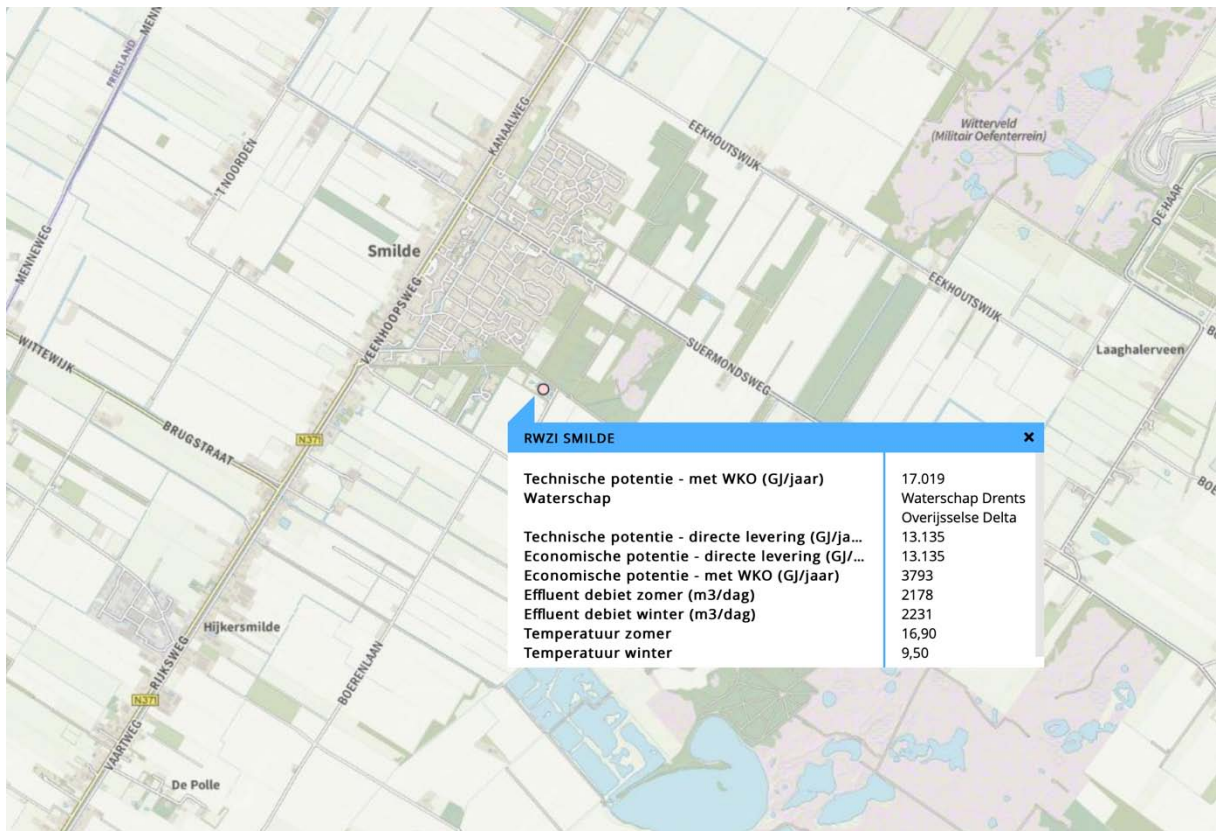 MENN
FRIESLAND
MENN
KANAALWEG
EEKHOUTSWIJK
Witterveld
(Militair Oefenterrein)
'T NOORDEN
DE HAAR
MENNEWEG
Smilde
EEKHOUTSWIJK
VEENHOOPSWEG
WITTEWIJK
SUERMONDSWEG
Laaghalerveen
BRUGSTRAAT
N371
RWZI SMILDE
Technische potentie - met WKO (GJ/jaar) 17.019
Waterschap Waterschap Drents
Overijsselse Delta
Technische potentie - directe levering (GJ/ja... 13.135
Economische potentie - directe levering (GJ/... 13.135
Economische potentie - met WKO (GJ/jaar) 3793
Effluent debiet zomer (m3/dag) 2178
Effluent debiet winter (m3/dag) 2231
Temperatuur zomer 16,90
Temperatuur winter 9,50
Hijkersmilde
RIJKSWEG
BOERENLAAN
N371
VAARTWEG
De Polle